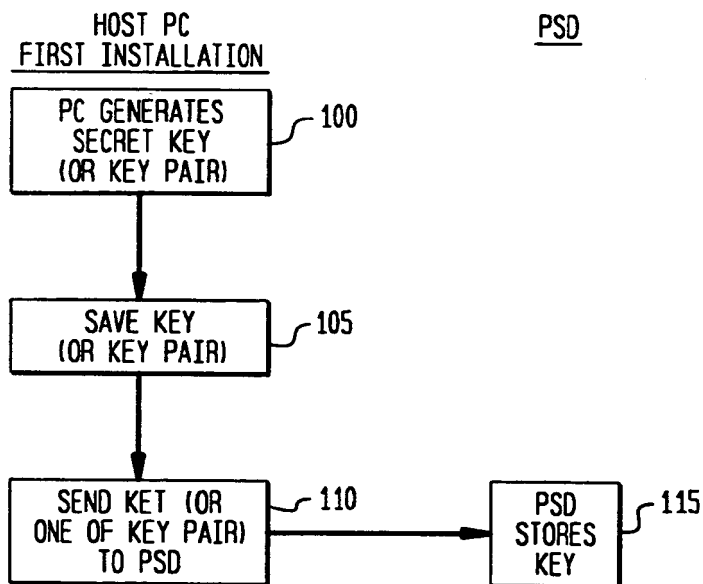 HOST PC
FIRST INSTALLATION
PSD
PC GENERATES
SECRET KEY
(OR KEY PAIR)
100
SAVE KEY
(OR KEY PAIR)
105
SEND KET (OR
ONE OF KEY PAIR)
TO PSD
110
PSD
STORES
KEY
115